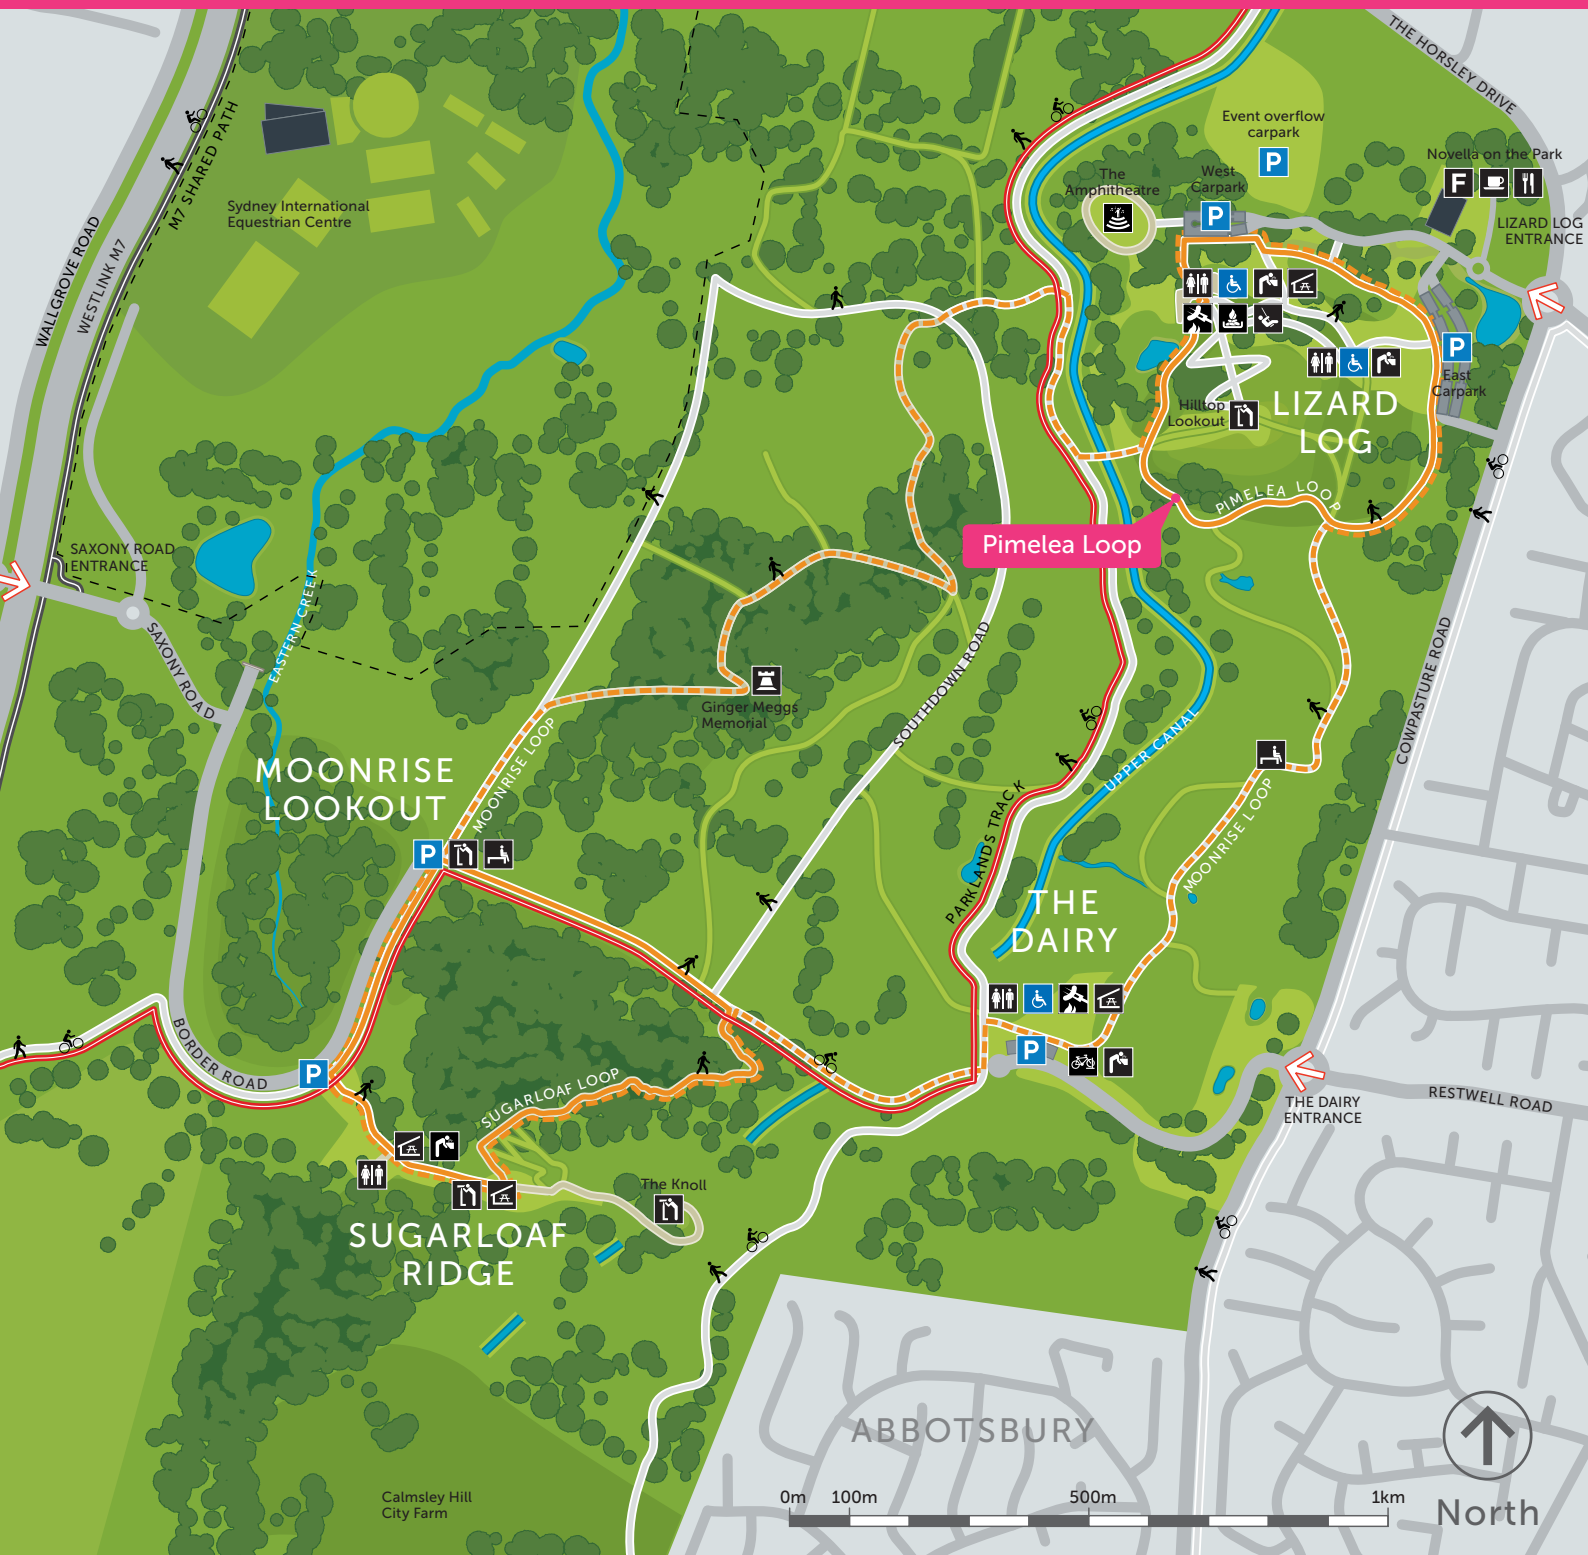 THE HORSLEY DRIVE
M7 SHARED PATH
Event overflow
carpark
P
Novella on the Park
F
The
Amphitheatre
West
Carpark
P
Sydney International
Equestrian Centre
WALLGROVE ROAD
WESTLINK M7
LIZARD LOG
ENTRANCE
P
East
Carpark
Hilltop
Lookout
LIZARD
LOG
PIMELEA LOOP
Pimelea Loop
SAXONY ROAD
ENTRANCE
EASTERN CREEK
SAXONY ROAD
Ginger Meggs
Memorial
SOUTHDOWN ROAD
COWPASTURE ROAD
UPPER CANAL
MOONRISE
LOOKOUT
MOONRISE LOOP
P
PARKLANDS TRACK
MOONRISE LOOP
THE
DAIRY
P
BORDER ROAD
P
SUGARLOAF LOOP
THE DAIRY
ENTRANCE
RESTWELL ROAD
The Knoll
SUGARLOAF
RIDGE
ABBOTSBURY
Calmsley Hill
City Farm
0m 100m 500m 1km
North